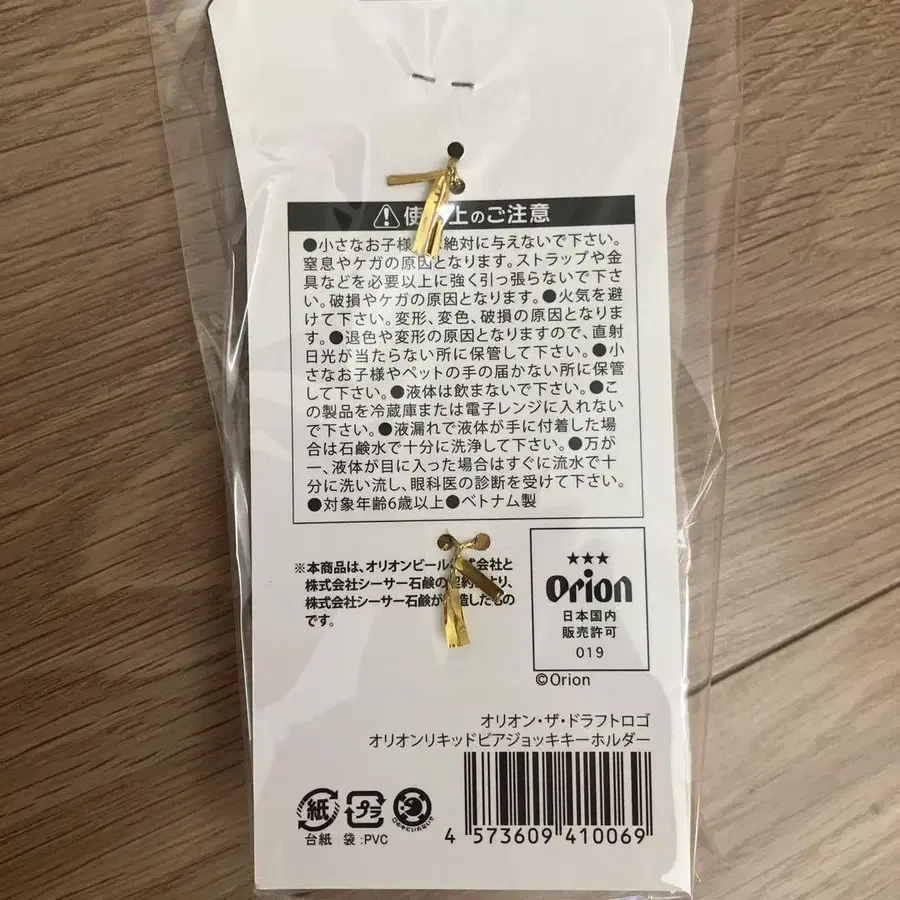 使 上のご注意
●小さなお子様 は絶対に与えないで下さい。
窒息やケガの原因となります。ストラップや金
具などを必要以上に強く引っ張らないで下さ
い。破損やケガの原因となります。●火気を避
けて下さい。変形、変色、破損の原因となりま
す。●退色や変形の原因となりますので、直射
日光が当たらない所に保管して下さい。●小
さなお子様やペットの手の届かない所に保管
して下さい。●液体は飲まないで下さい。●こ
の製品を冷蔵庫または電子レンジに入れない
で下さい。●液漏れで液体が手に付着した場
合は石鹸水で十分に洗浄して下さい。●万が
一、液体が目に入った場合はすぐに流水で十
分に洗い流し、眼科医の診断を受けて下さい。
●対象年齢6歳以上●ベトナム製
※本商品は、オリオンビール 式会社と
株式会社シーサー石鹸の契約 より、
株式会社シーサー石鹸が 造したもの
です。
★★★
Orion
日本国内
販売許可
019
©Orion
オリオン・ザ・ドラフトロゴ
オリオンリキッドビアジョッキキーホルダー
紙
台紙
プラ
袋:PVC
4 573609 410069